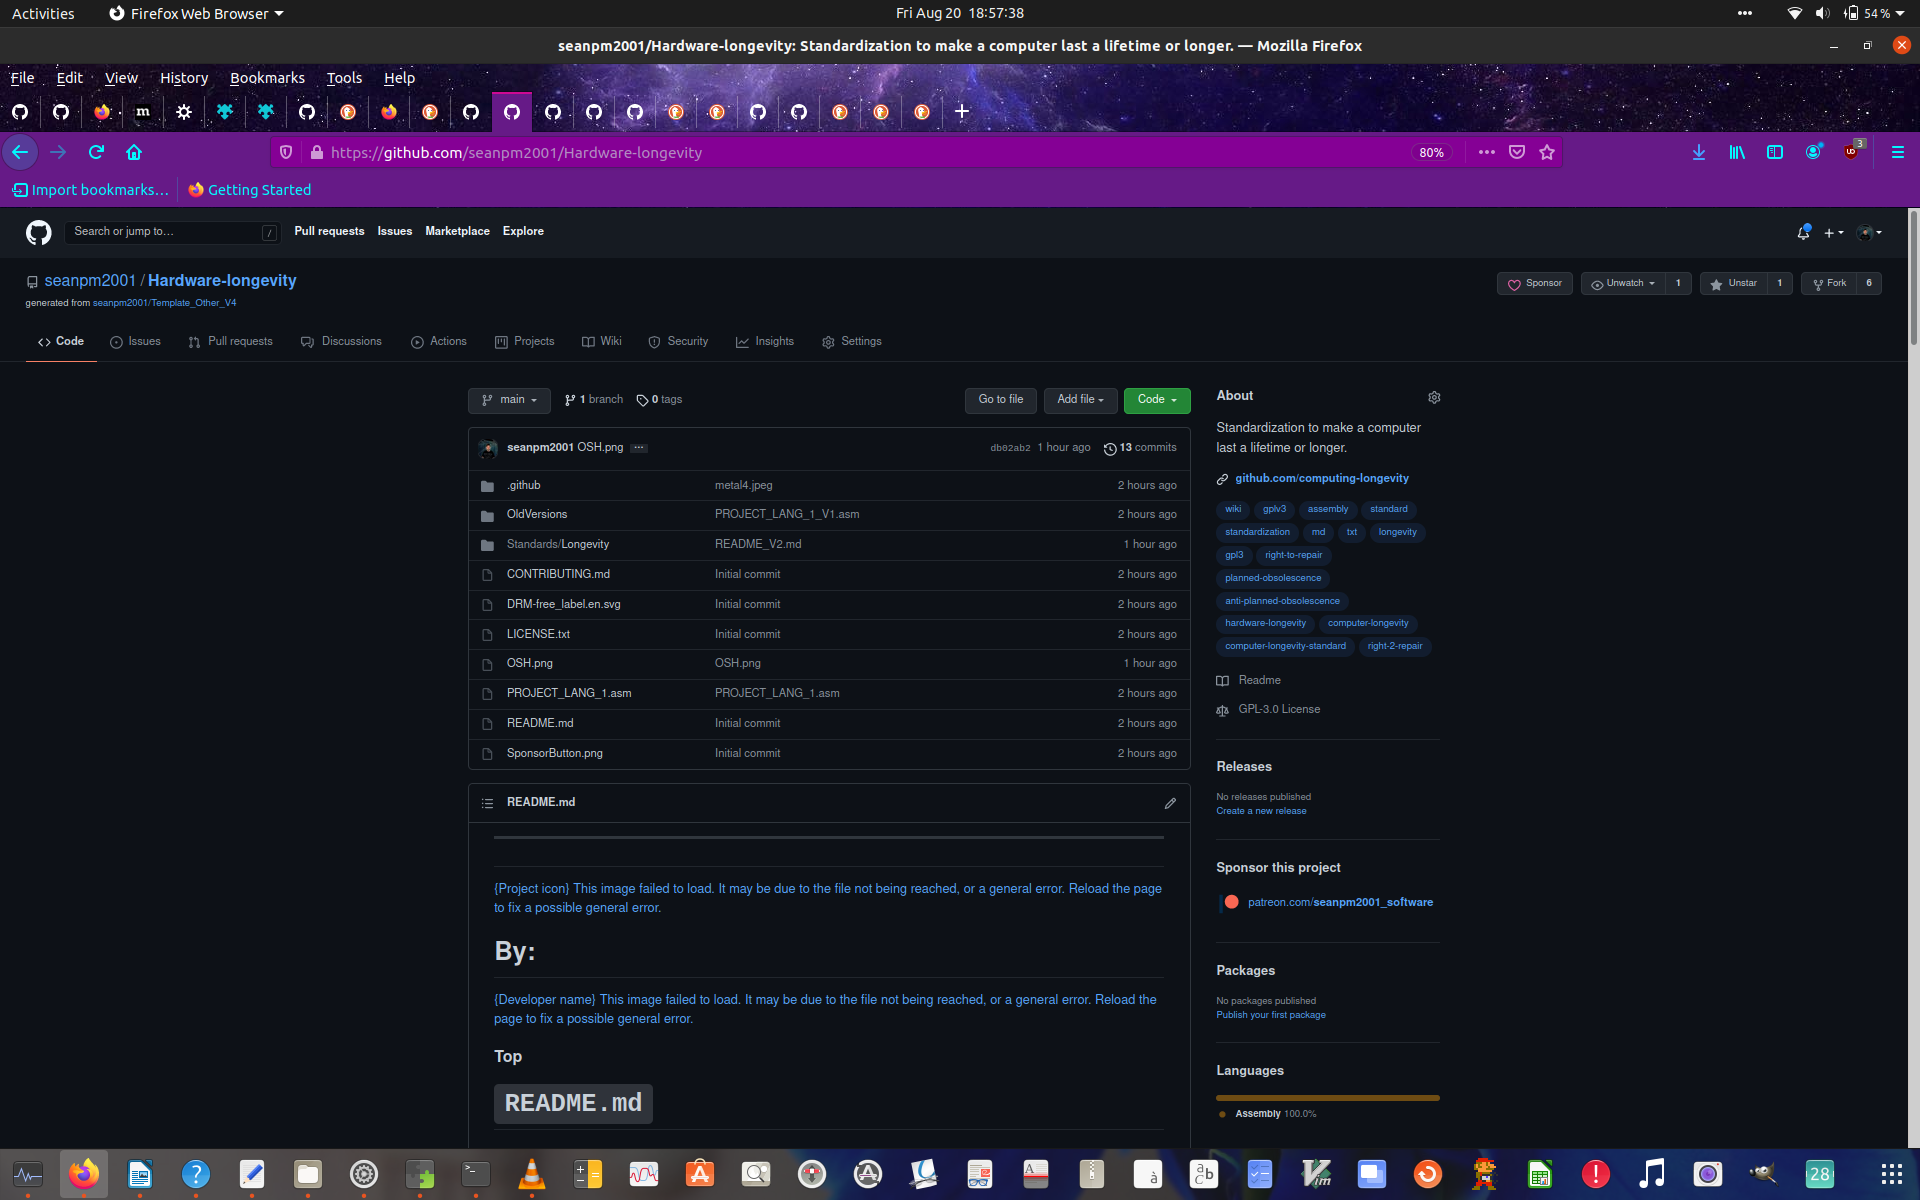 Activities Firefox Web Browser Fri Aug 20 18:57:38 54 %
seanpm2001/Hardware-longevity: Standardization to make a computer last a lifetime or longer. — Mozilla Firefox
File Edit View History Bookmarks Tools Help
https://github.com/seanpm2001/Hardware-longevity 80% 3
Import bookmarks… Getting Started
Search or jump to… / Pull requests Issues Marketplace Explore
seanpm2001 / Hardware-longevity
generated from seanpm2001/Template_Other_V4
Sponsor Unwatch 1 Unstar 1 Fork 6
Code Issues Pull requests Discussions Actions Projects Wiki Security Insights Settings
main 1 branch 0 tags Go to file Add file Code
seanpm2001 OSH.png db02ab2 1 hour ago 13 commits
.github metal4.jpeg 2 hours ago
OldVersions PROJECT_LANG_1_V1.asm 2 hours ago
Standards/Longevity README_V2.md 1 hour ago
CONTRIBUTING.md Initial commit 2 hours ago
DRM-free_label.en.svg Initial commit 2 hours ago
LICENSE.txt Initial commit 2 hours ago
OSH.png OSH.png 1 hour ago
PROJECT_LANG_1.asm PROJECT_LANG_1.asm 2 hours ago
README.md Initial commit 2 hours ago
SponsorButton.png Initial commit 2 hours ago
README.md
{Project icon} This image failed to load. It may be due to the file not being reached, or a general error. Reload the page
to fix a possible general error.
By:
{Developer name} This image failed to load. It may be due to the file not being reached, or a general error. Reload the
page to fix a possible general error.
Top
README.md
About
Standardization to make a computer
last a lifetime or longer.
github.com/computing-longevity
wiki gplv3 assembly standard
standardization md txt longevity
gpl3 right-to-repair
planned-obsolescence
anti-planned-obsolescence
hardware-longevity computer-longevity
computer-longevity-standard right-2-repair
Readme
GPL-3.0 License
Releases
No releases published
Create a new release
Sponsor this project
patreon.com/seanpm2001_software
Packages
No packages published
Publish your first package
Languages
Assembly 100.0%
28